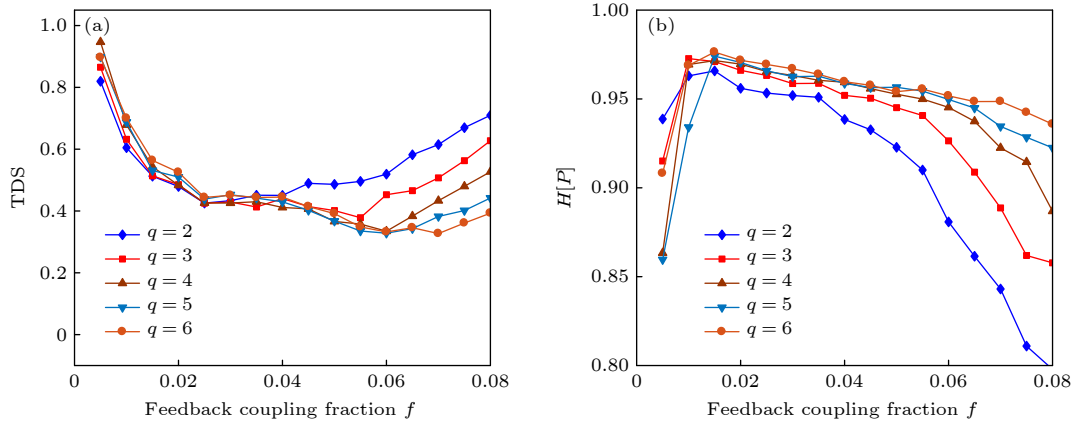 (a)
TDS
1.0
0.8
0.6
0.4
0.2
0
q = 2
q = 3
q = 4
q = 5
q = 6
0 0.02 0.04 0.06 0.08
Feedback coupling fraction f
(b)
H[P]
1.00
0.95
0.90
0.85
0.80
q = 2
q = 3
q = 4
q = 5
q = 6
0 0.02 0.04 0.06 0.08
Feedback coupling fraction f